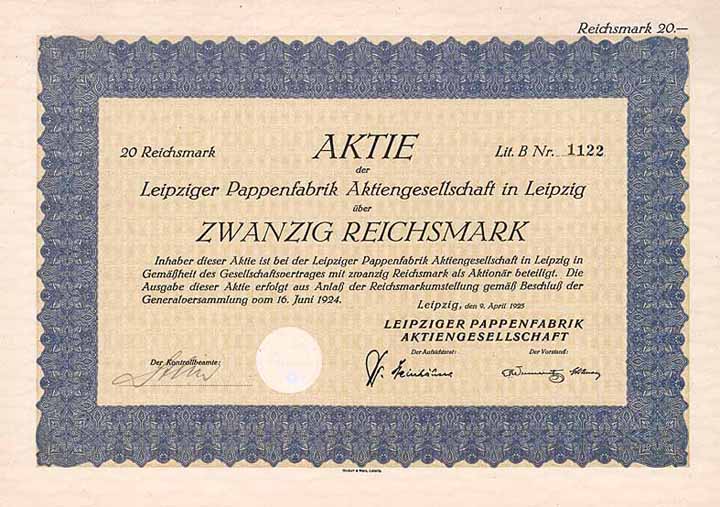 Reichsmark 20.—
20 Reichsmark AKTIE Lit. B Nr. 1122
der
Leipziger Pappenfabrik Aktiengesellschaft in Leipzig
über
ZWANZIG REICHSMARK
Inhaber dieser Aktie ist bei der Leipziger Pappenfabrik Aktiengesellschaft in Leipzig in
Gemäßheit des Gesellschaftsvertrages mit zwanzig Reichsmark als Aktionär beteiligt. Die
Ausgabe dieser Aktie erfolgt aus Anlaß der Reichsmarkumstellung gemäß Beschluß der
Generalversammlung vom 16. Juni 1924.
Leipzig, den 9. April 1925
LEIPZIGER PAPPENFABRIK
AKTIENGESELLSCHAFT
Der Kontrollbeamte: Der Aufsichtsrat: Der Vorstand: